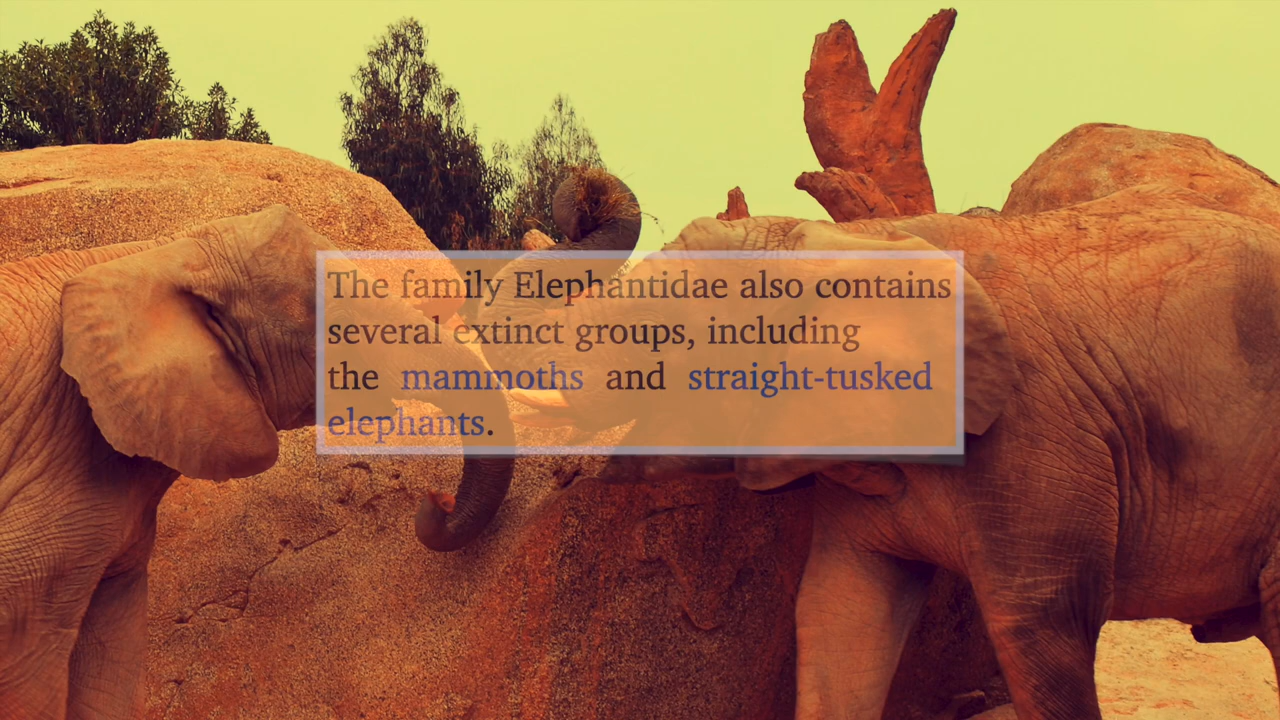 The family Elephantidae also contains
several extinct groups, including
the mammoths and straight-tusked
elephants.